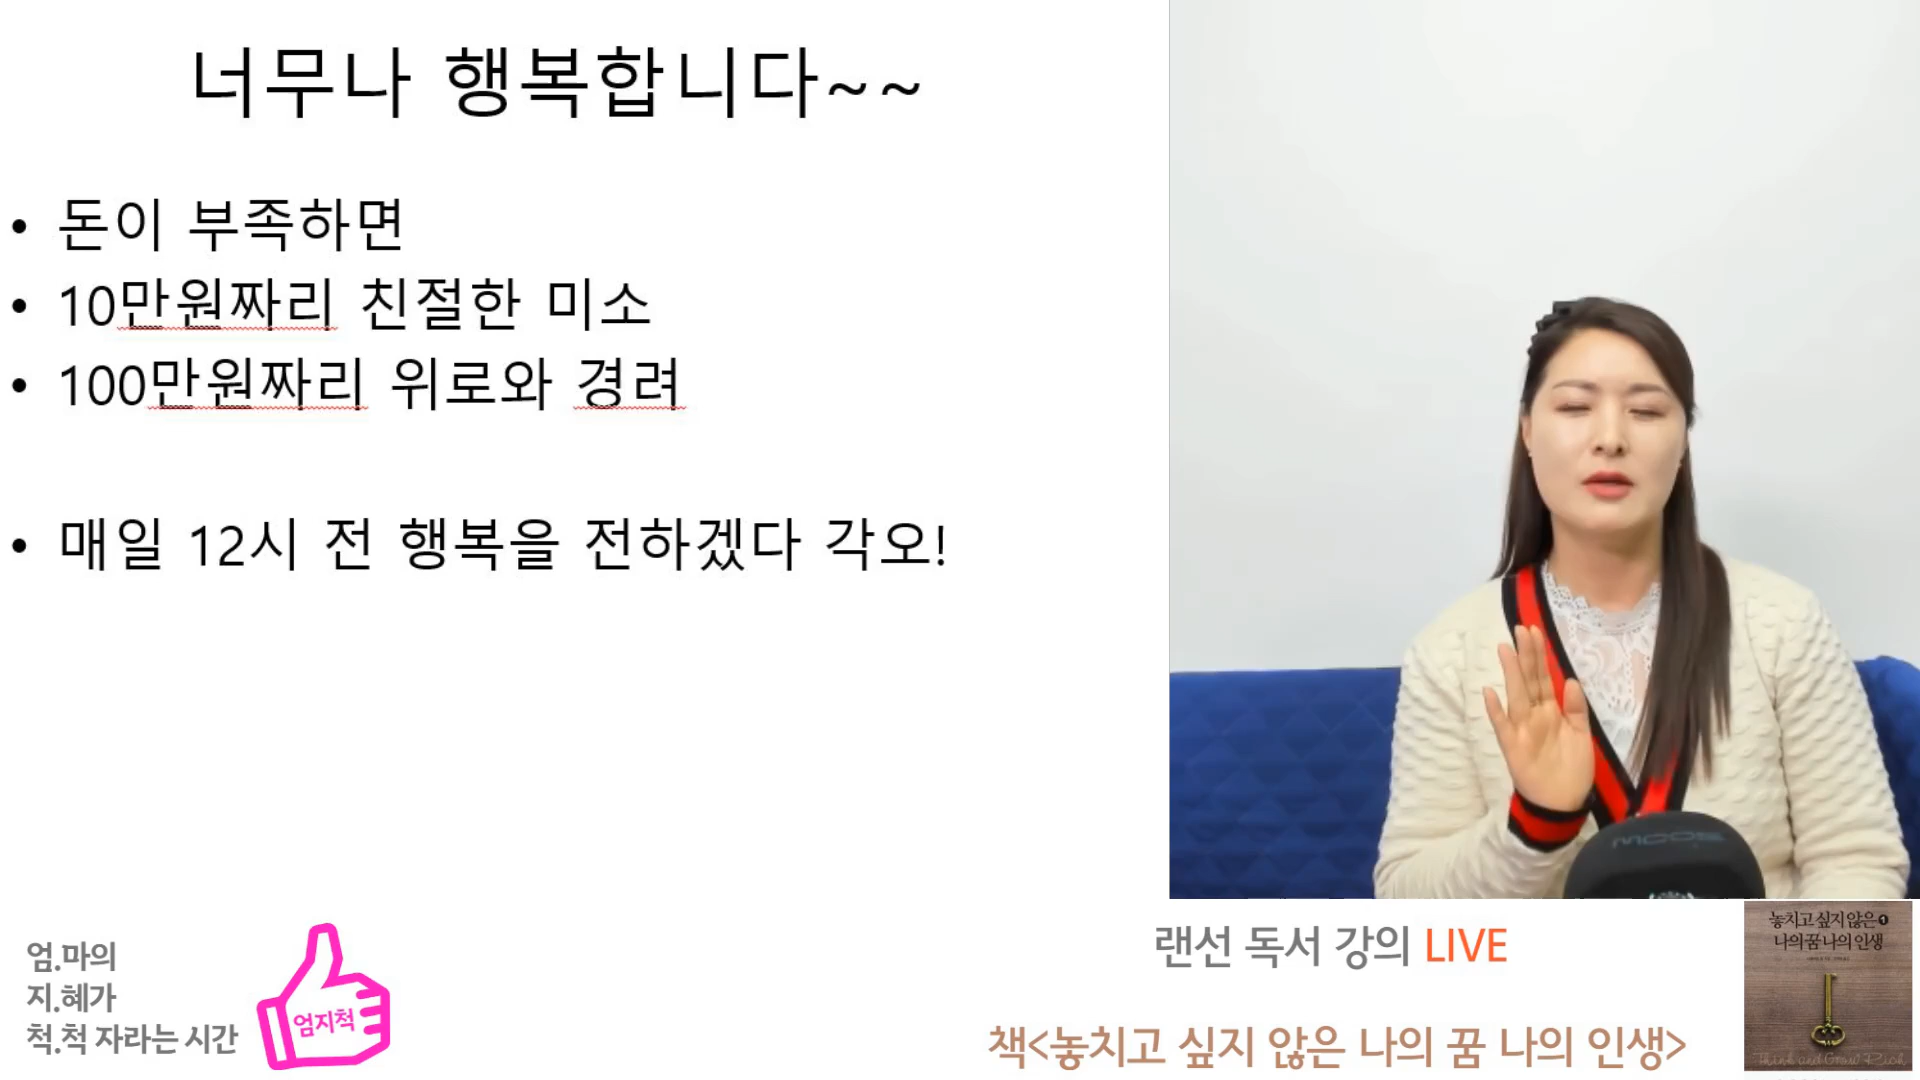 너무나 행복합니다~~
• 돈이 부족하면
• 10만원짜리 친절한 미소
• 100만원짜리 위로와 경려
• 매일 12시 전 행복을 전하겠다 각오!
엄.마의
지.혜가
척.척 자라는 시간
엄지척
랜선 독서 강의 LIVE
책<놓치고 싶지 않은 나의 꿈 나의 인생>
놓치고 싶지 않은 1
나의 꿈 나의 인생
Think and Grow Rich